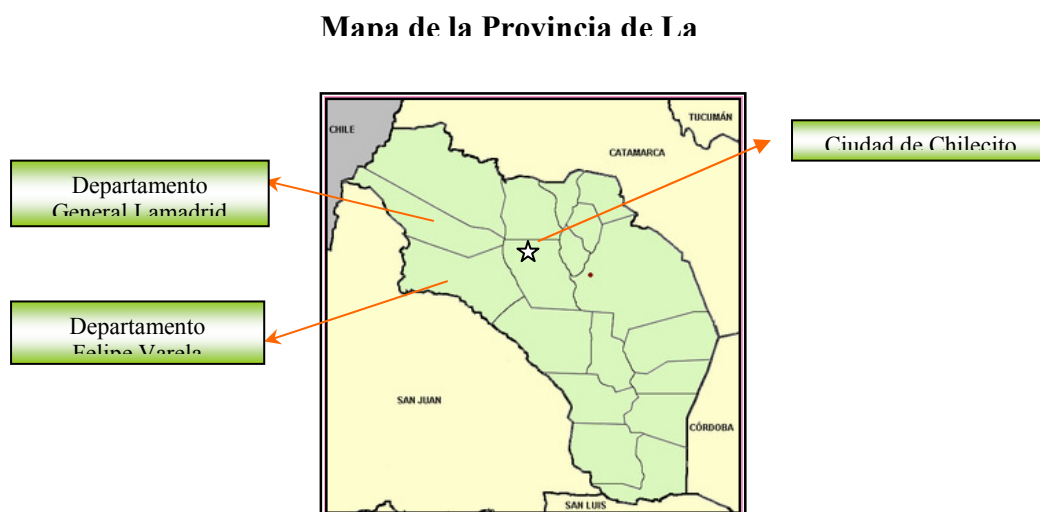 Mapa de la Provincia de La
CHILE
TUCUMÁN
CATAMARCA
Ciudad de Chilecito
Departamento
General Lamadrid
Departamento
Felipe Varela
SAN JUAN
CÓRDOBA
SAN LUIS